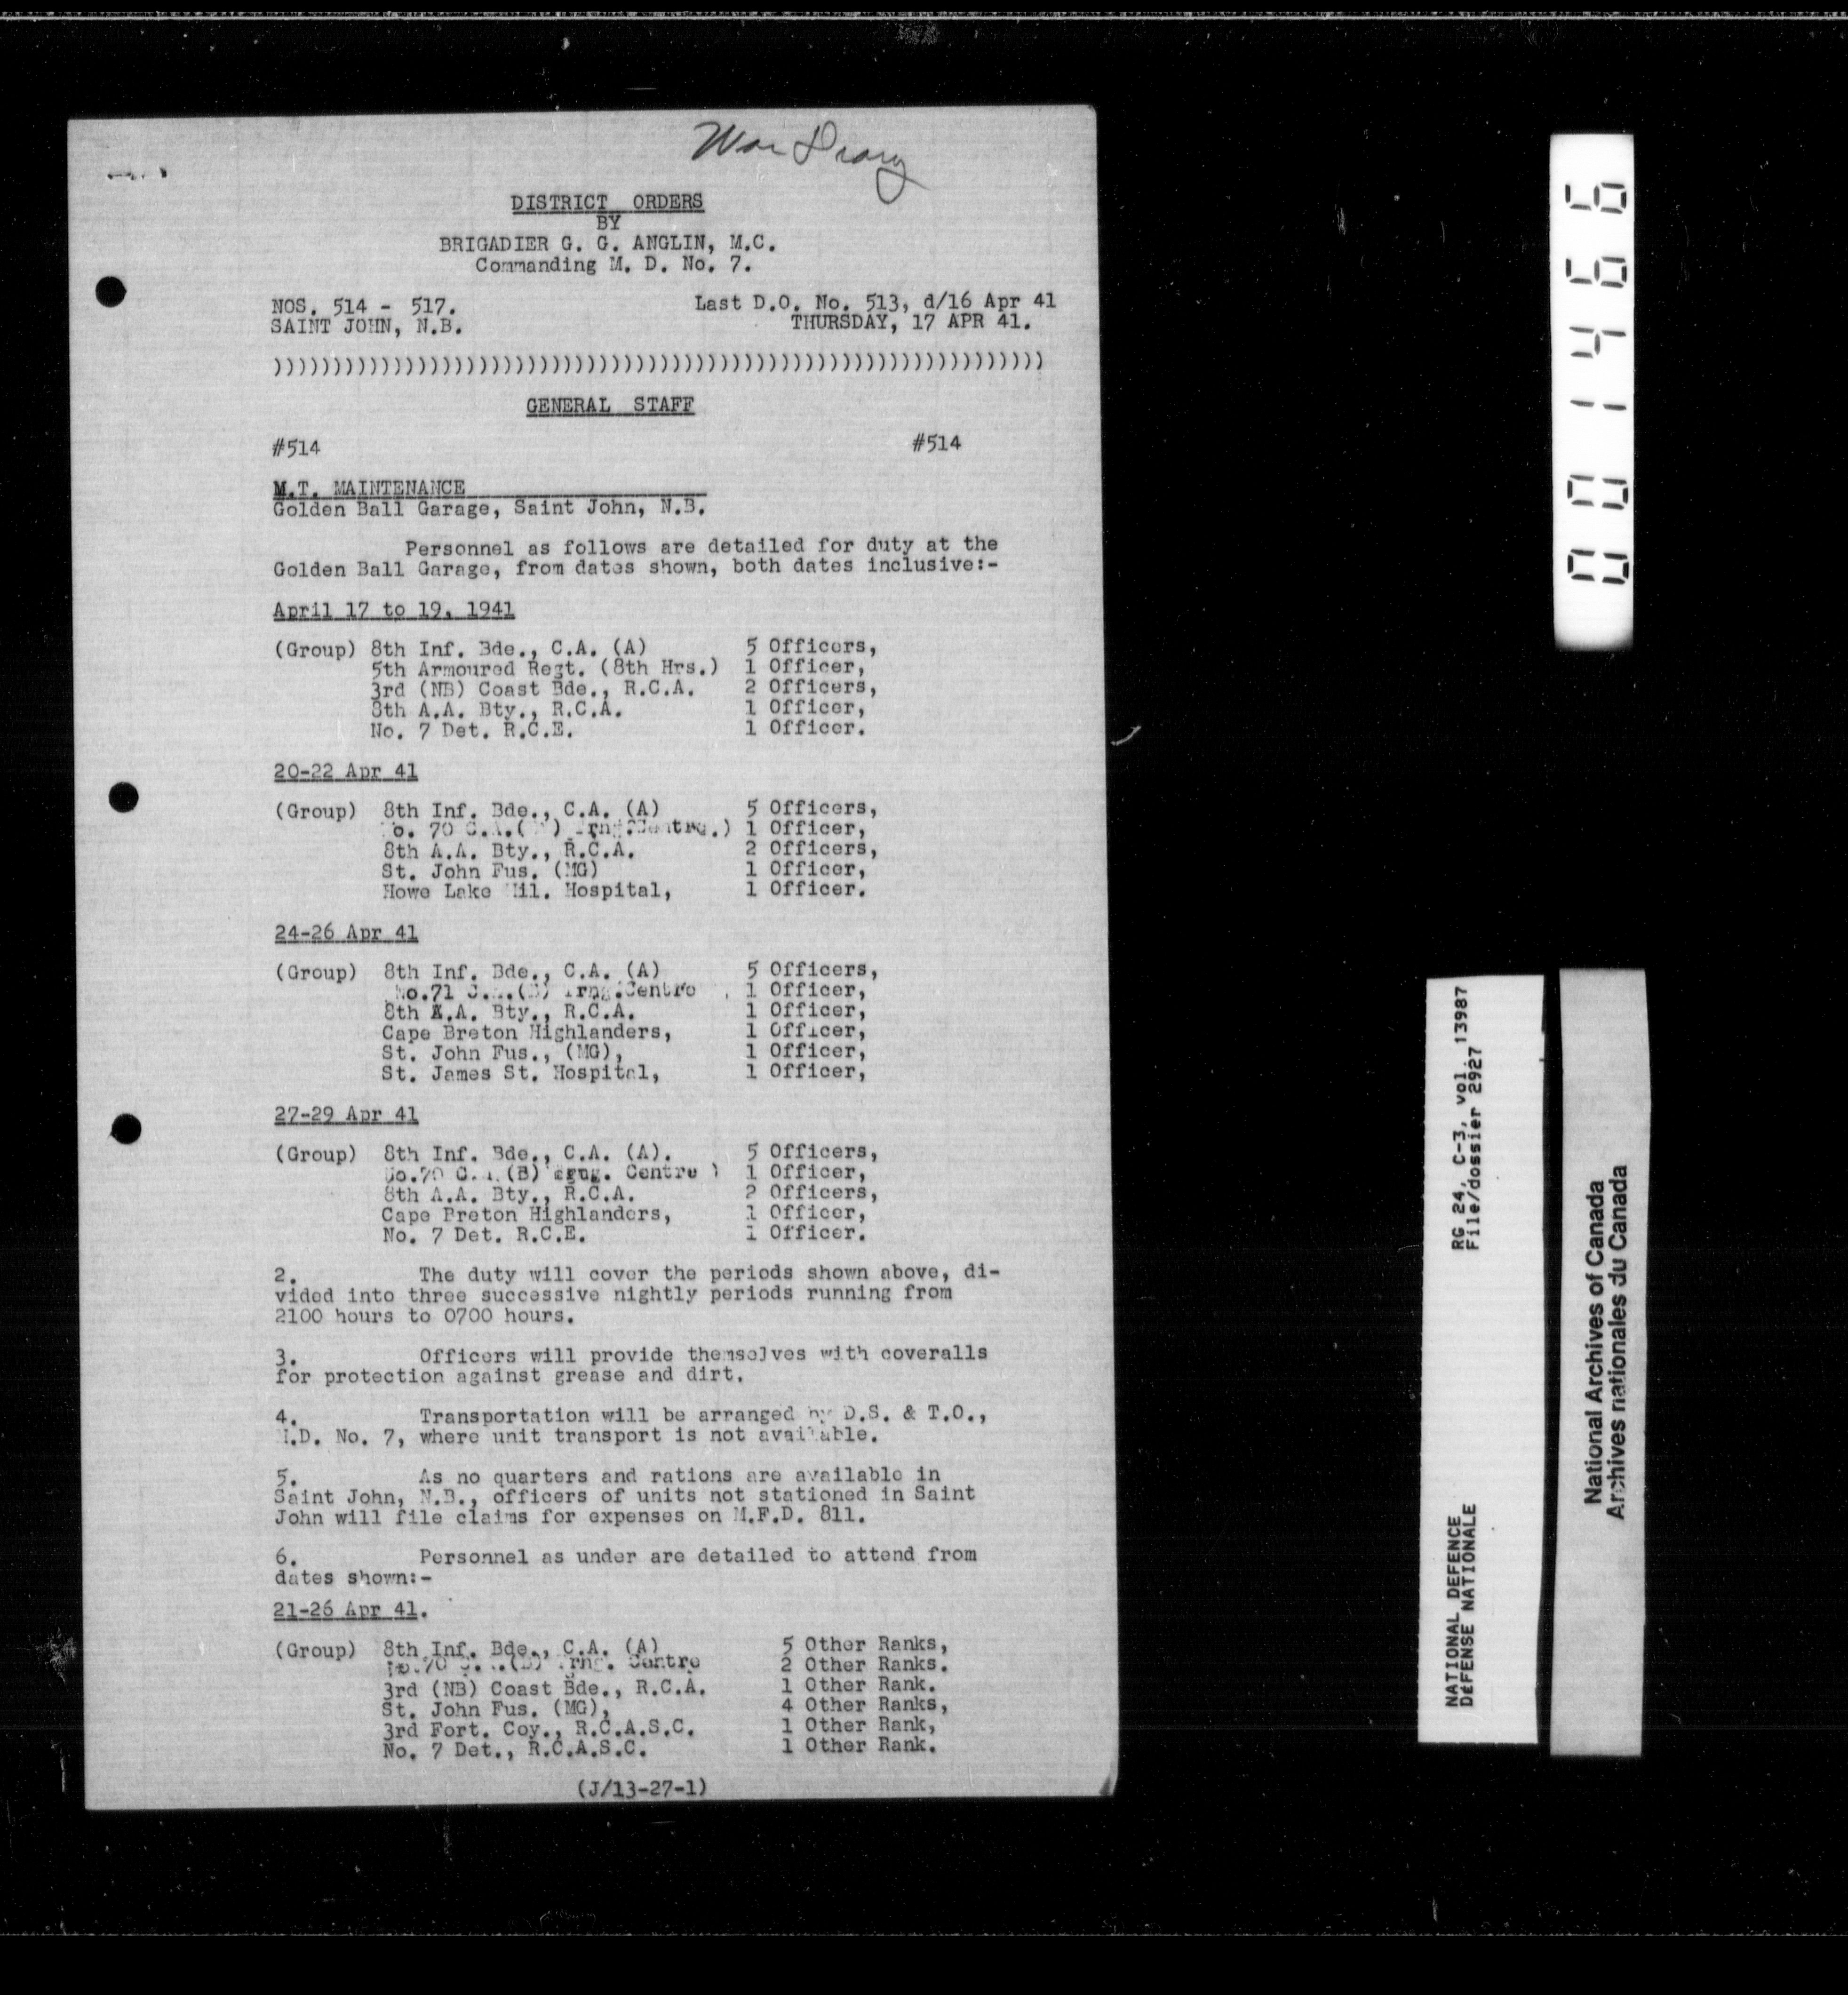 War Diary
DISTRICT ORDERS
BY
BRIGADIER G. G. ANGLIN, M.C.
Commanding M. D. No. 7.
NOS. 514 - 517. Last D.O. No. 513, d/16 Apr 41
SAINT JOHN, N.B. THURSDAY, 17 APR 41.
))))))))))))))))))))))))))))))))))))))))))))))))))))))))))))))))
GENERAL STAFF
#514 #514
M.T. MAINTENANCE
Golden Ball Garage, Saint John, N.B.
Personnel as follows are detailed for duty at the
Golden Ball Garage, from dates shown, both dates inclusive:-
April 17 to 19, 1941
(Group) 8th Inf. Bde., C.A. (A) 5 Officers,
5th Armoured Regt. (8th Hrs.) 1 Officer,
3rd (NB) Coast Bde., R.C.A. 2 Officers,
8th A.A. Bty., R.C.A. 1 Officer,
No. 7 Det. R.C.E. 1 Officer.
20-22 Apr 41
(Group) 8th Inf. Bde., C.A. (A) 5 Officers,
70 1 Officer,
8th A.A. Bty., R.C.A. 2 Officers,
St. John Fus. (MG) 1 Officer,
Howe Lake Mil. Hospital, 1 Officer.
24-26 Apr 41
(Group) 8th Inf. Bde., C.A. (A) 5 Officers,
No.71 Trng.Centre 1 Officer,
8th A.A. Bty., R.C.A. 1 Officer,
Cape Breton Highlanders, 1 Officer,
St. John Fus., (MG), 1 Officer,
St. James St. Hospital, 1 Officer,
27-29 Apr 41
(Group) 8th Inf. Bde., C.A. (A). 5 Officers,
No.70 C.A.(B) Trng. Centre ) 1 Officer,
8th A.A. Bty., R.C.A. 2 Officers,
Cape Breton Highlanders, 1 Officer,
No. 7 Det. R.C.E. 1 Officer.
2. The duty will cover the periods shown above, di-
vided into three successive nightly periods running from
2100 hours to 0700 hours.
3. Officers will provide themselves with coveralls
for protection against grease and dirt.
4. Transportation will be arranged by D.S. & T.O.,
M.D. No. 7, where unit transport is not available.
5. As no quarters and rations are available in
Saint John, N.B., officers of units not stationed in Saint
John will file claims for expenses on M.F.D. 811.
6. Personnel as under are detailed to attend from
dates shown:-
21-26 Apr 41.
(Group) 8th Inf. Bde., C.A. (A) 5 Other Ranks,
No.70 Trng. Centre 2 Other Ranks.
3rd (NB) Coast Bde., R.C.A. 1 Other Rank.
St. John Fus. (MG), 4 Other Ranks,
3rd Fort. Coy., R.C.A.S.C. 1 Other Rank,
No. 7 Det., R.C.A.S.C. 1 Other Rank.
(J/13-27-1)
001466
NATIONAL DEFENCE RG 24, C-3, vol. 13987
DÉFENSE NATIONALE File/dossier 2927
National Archives of Canada
Archives nationales du Canada